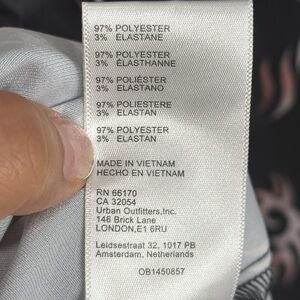 97% POLYESTER
3% ELASTANE
97% POLYESTER
3% ÉLASTHANNE
97% POLIÉSTER
3% ELASTANO
97% POLIESTERE
3% ELASTAN
97% POLYESTER
3% ELASTAN
MADE IN VIETNAM
HECHO EN VIETNAM
RN 66170
CA 32054
Urban Outfitters,Inc.
146 Brick Lane
LONDON,E1 6RU
Leidsestraat 32, 1017 PB
Amsterdam, Netherlands
OB1450857